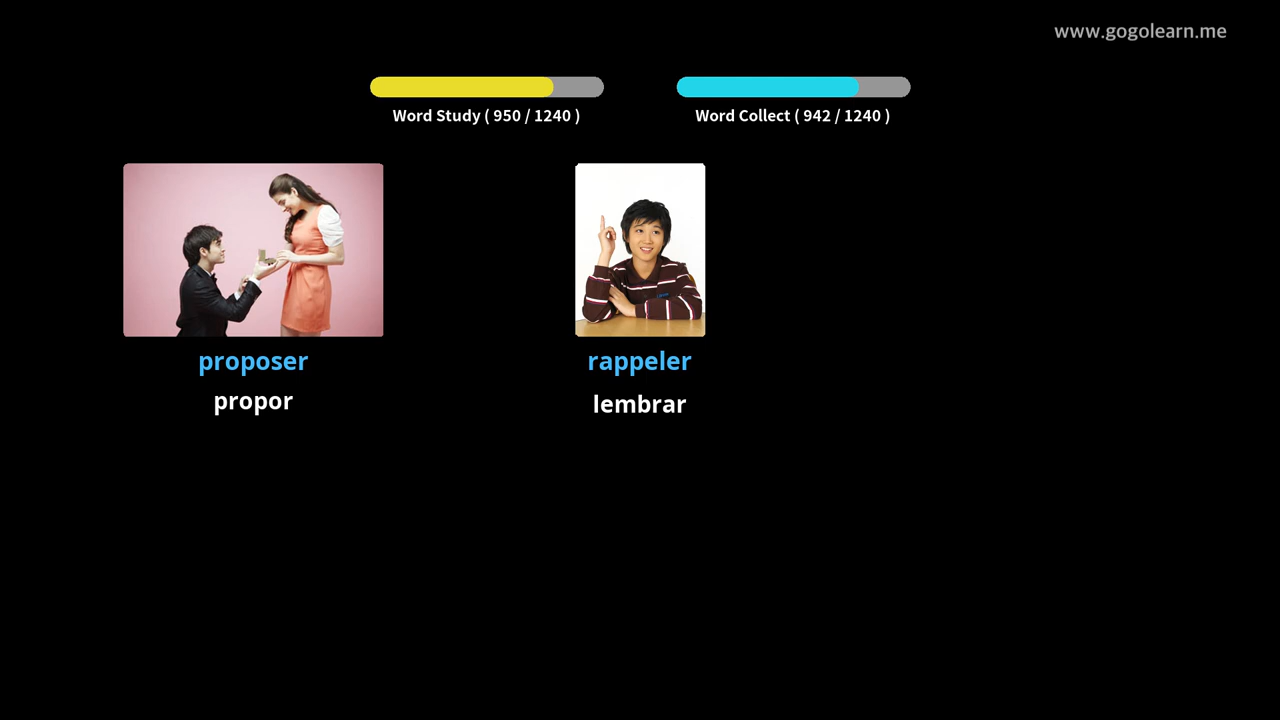 www.gogolearn.me
Word Study ( 950 / 1240 )
Word Collect ( 942 / 1240 )
proposer
propor
rappeler
lembrar